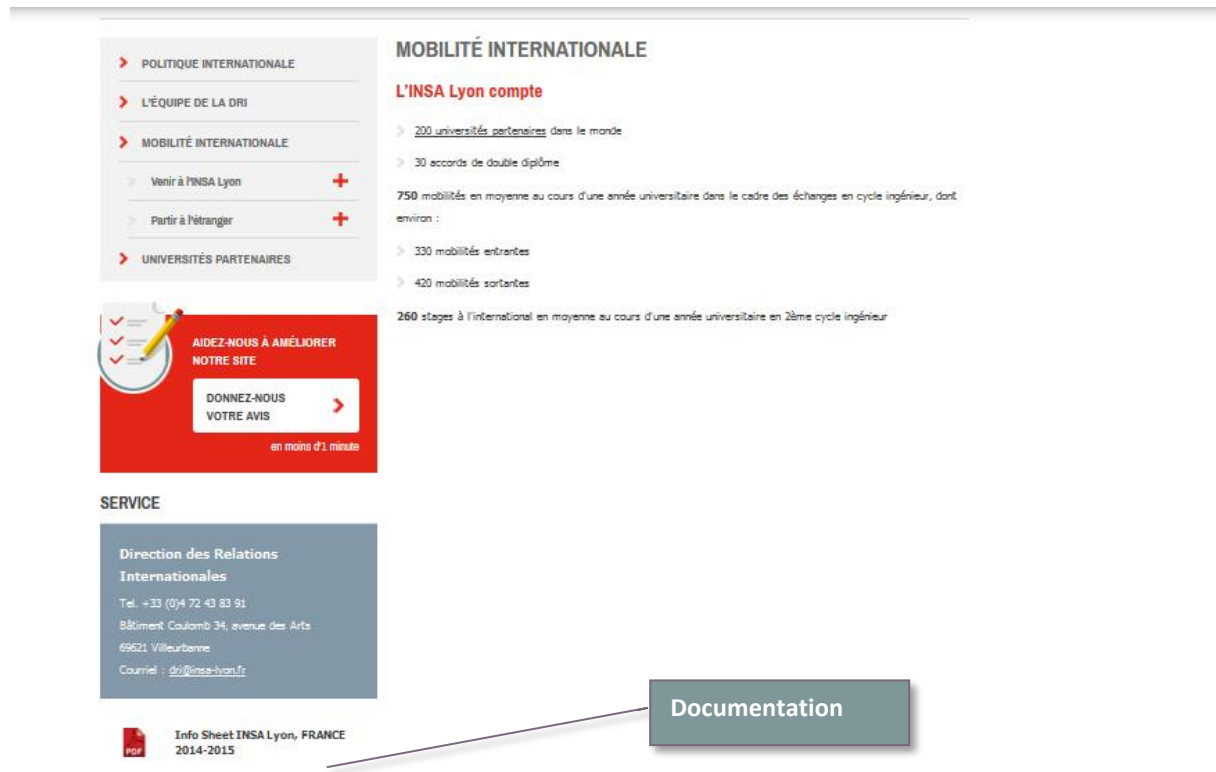 POLITIQUE INTERNATIONALE
L'ÉQUIPE DE LA DRI
MOBILITÉ INTERNATIONALE
Venir à l'INSA Lyon
Partir à l'étranger
UNIVERSITÉS PARTENAIRES
AIDEZ-NOUS À AMÉLIORER
NOTRE SITE
DONNEZ-NOUS
VOTRE AVIS
en moins d'1 minute
SERVICE
Direction des Relations
Internationales
Tel. +33 (0)4 72 43 83 91
Bâtiment Coulomb 34, avenue des Arts
69621 Villeurbanne
Courriel : dri@insa-lyon.fr
PDF
Info Sheet INSA Lyon, FRANCE
2014-2015
MOBILITÉ INTERNATIONALE
L'INSA Lyon compte
200 universités partenaires dans le monde
30 accords de double diplôme
750 mobilités en moyenne au cours d'une année universitaire dans le cadre des échanges en cycle ingénieur, dont
environ :
330 mobilités entrantes
420 mobilités sortantes
260 stages à l'international en moyenne au cours d'une année universitaire en 2ème cycle ingénieur
Documentation